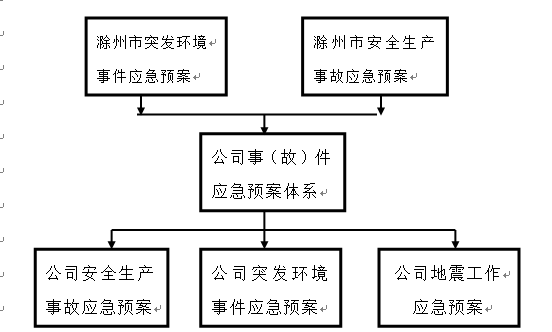 滁州市突发环境
事件应急预案
滁州市安全生产
事故应急预案
公司事（故）件
应急预案体系
公司安全生产
事故应急预案
公司突发环境
事件应急预案
公司地震工作
应急预案